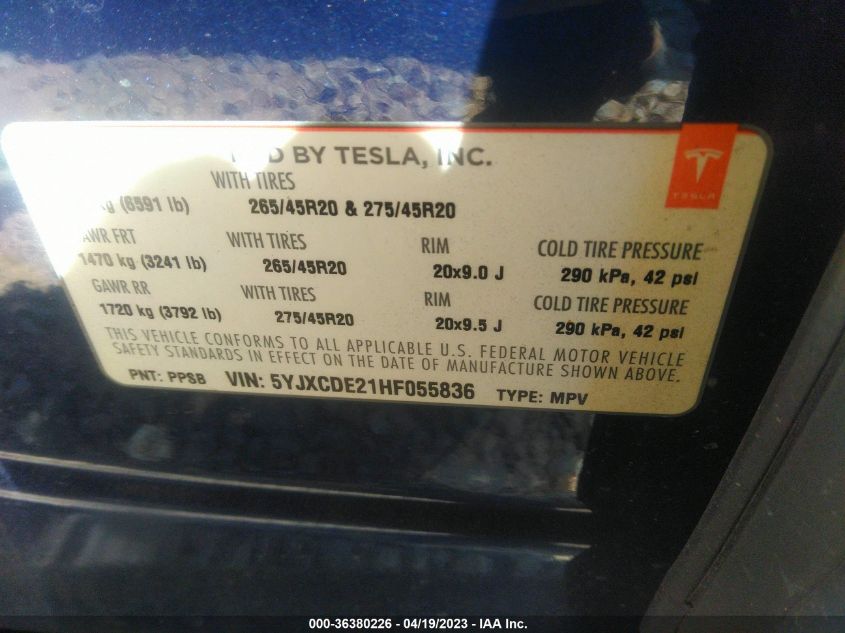 BY TESLA, INC.
TESLA
WITH TIRES
(6591 lb) 265/45R20 & 275/45R20
FRT WITH TIRES RIM COLD TIRE PRESSURE
1470 kg (3241 lb) 265/45R20 20x9.0 J 290 kPa, 42 psi
GAWR RR WITH TIRES RIM COLD TIRE PRESSURE
1720 kg (3792 lb) 275/45R20 20x9.5 J 290 kPa, 42 psi
THIS VEHICLE CONFORMS TO ALL APPLICABLE U.S. FEDERAL MOTOR VEHICLE
SAFETY STANDARDS IN EFFECT ON THE DATE OF MANUFACTURE SHOWN ABOVE.
PNT: PPSB VIN: 5YJXCDE21HF055836 TYPE: MPV
000-36380226 - 04/19/2023 - IAA Inc.